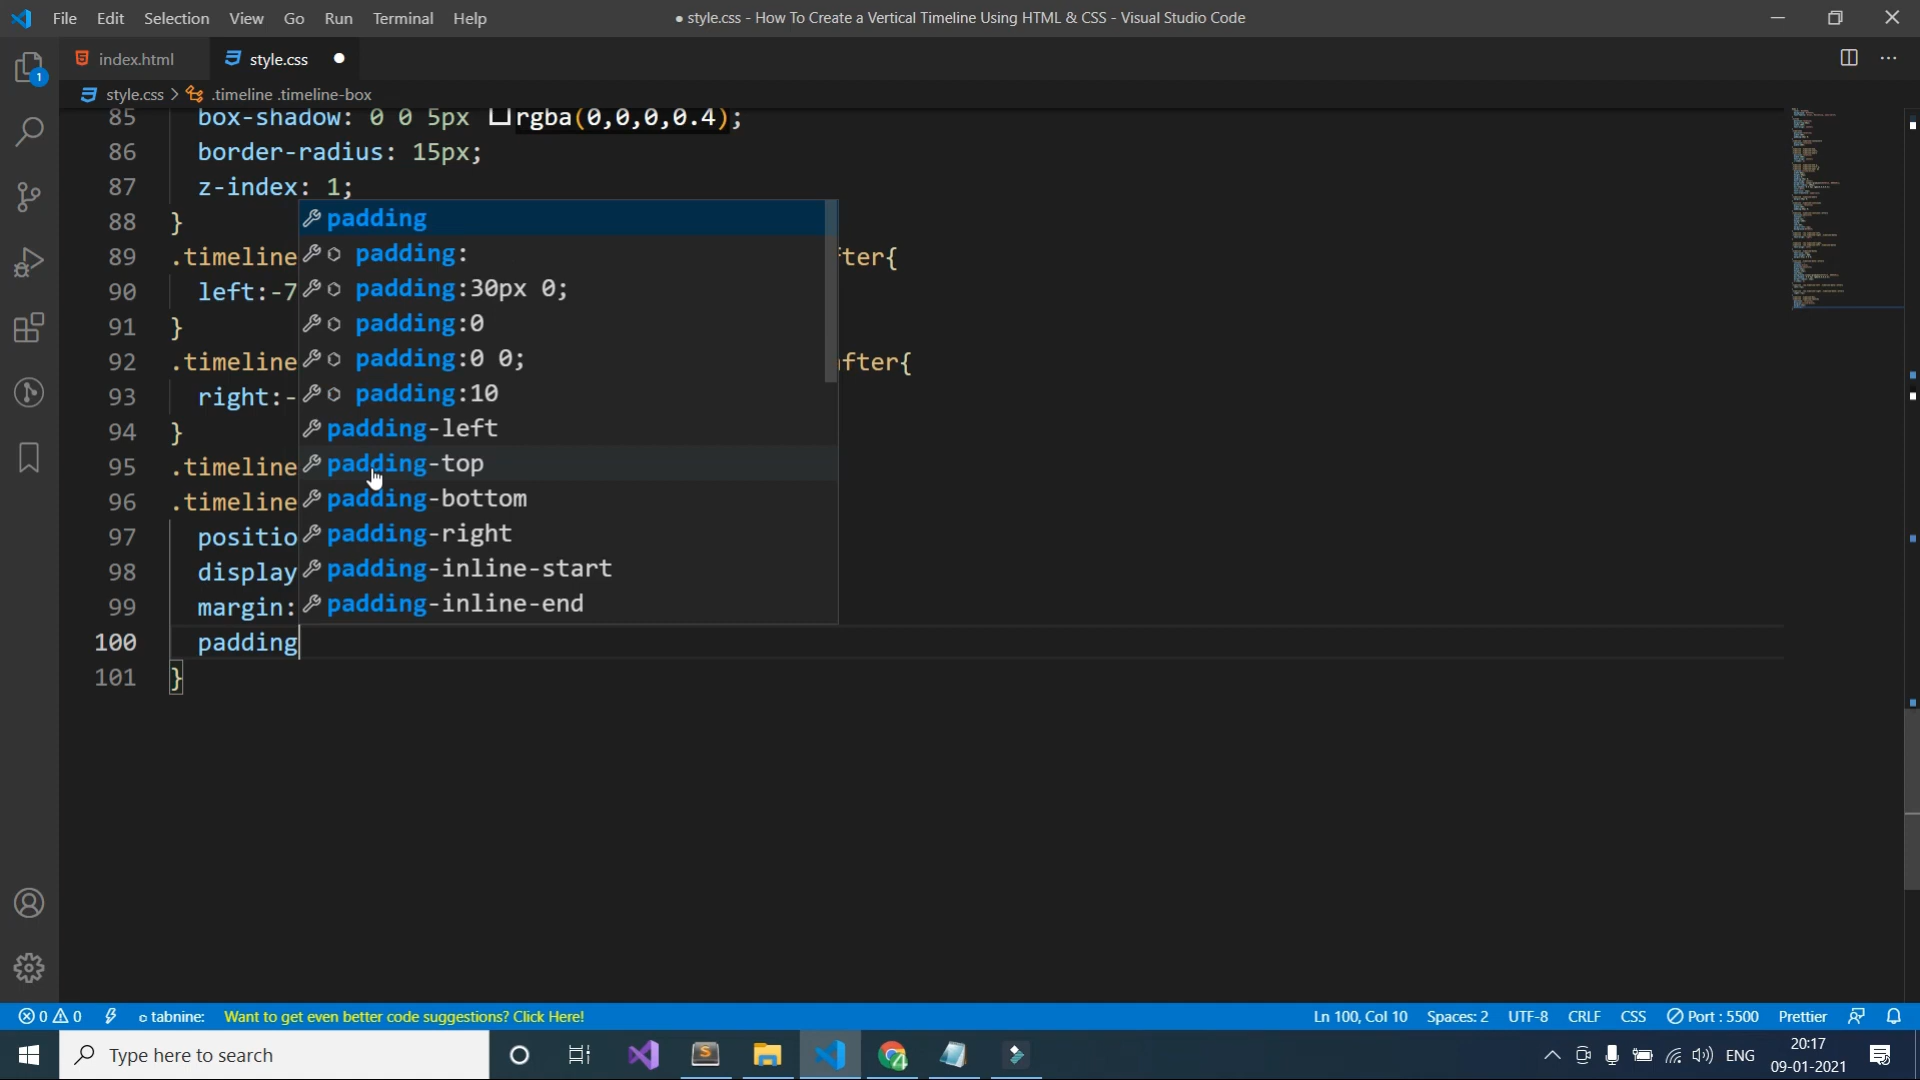 File Edit Selection View Go Run Terminal Help
● style.css - How To Create a Vertical Timeline Using HTML & CSS - Visual Studio Code
index.html
style.css ●
style.css > .timeline .timeline-box
85 box-shadow: 0 0 5px rgba(0,0,0,0.4);
86 border-radius: 15px;
87 z-index: 1;
88 }
89 .timeline fter{
90 left:-7
91 }
92 .timeline fter{
93 right:-
94 }
95 .timeline
96 .timeline
97 positio
98 display
99 margin:
100 padding
101 }
padding
padding:
padding:30px 0;
padding:0
padding:0 0;
padding:10
padding-left
padding-top
padding-bottom
padding-right
padding-inline-start
padding-inline-end
1
0 0 tabnine: Want to get even better code suggestions? Click Here!
Ln 100, Col 10 Spaces: 2 UTF-8 CRLF CSS Port : 5500 Prettier
Type here to search
ENG
20:17
09-01-2021